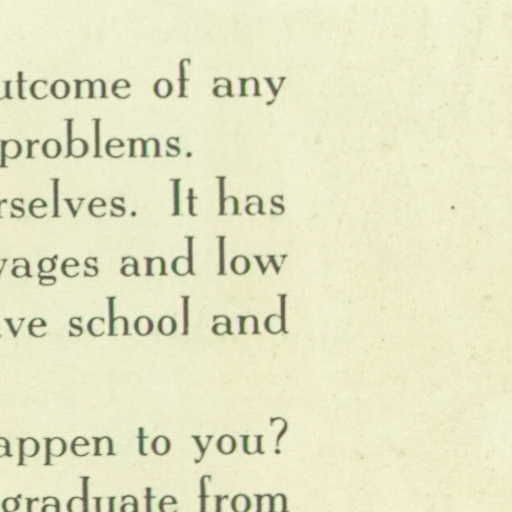 utcome of any
problems.
rselves. It has
vages and low
ve school and
appen to you?
graduate from